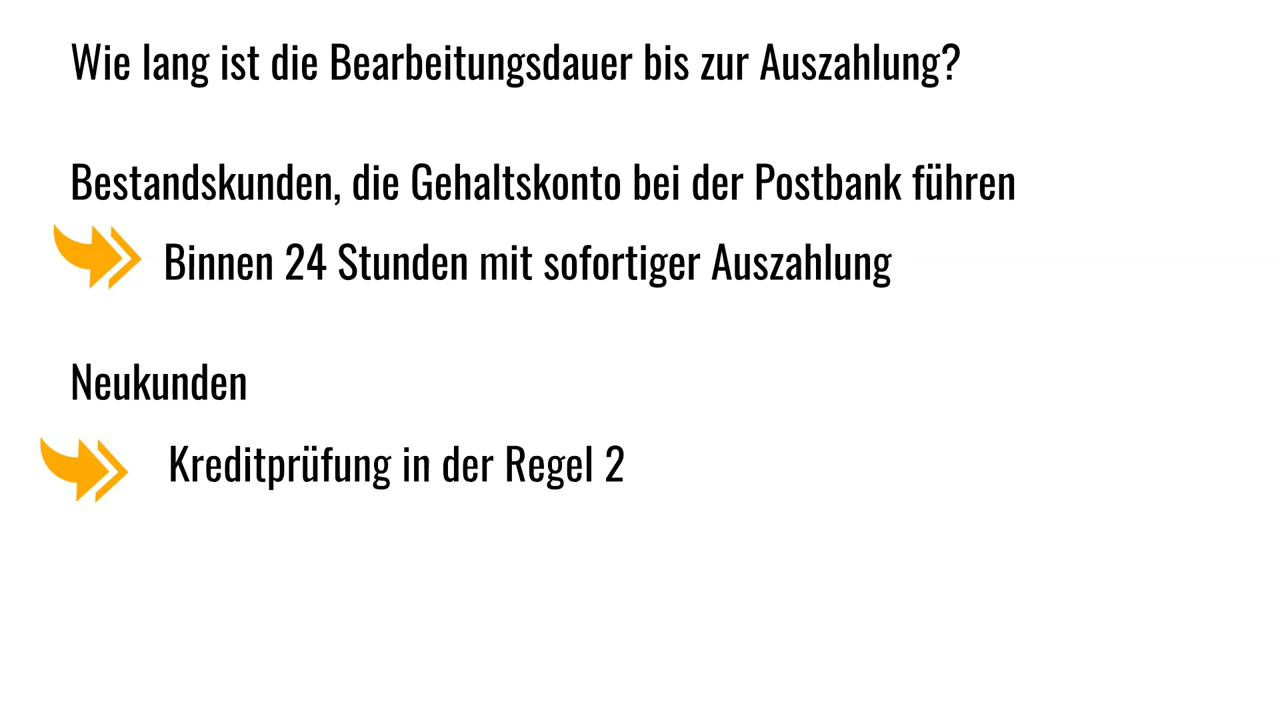 Wie lang ist die Bearbeitungsdauer bis zur Auszahlung?
Bestandskunden, die Gehaltskonto bei der Postbank führen
Binnen 24 Stunden mit sofortiger Auszahlung
Neukunden
Kreditprüfung in der Regel 2